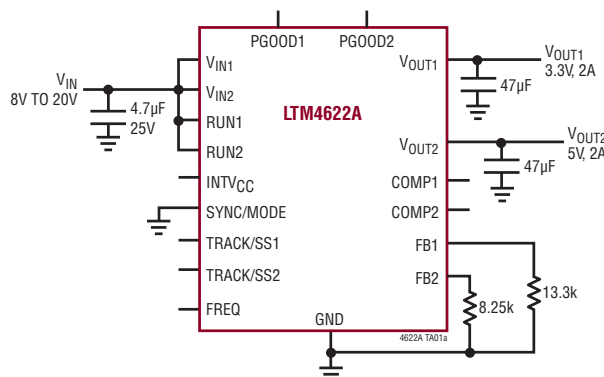 PGOOD1 PGOOD2
VIN
8V TO 20V
4.7µF
25V
VIN1
VIN2
RUN1
RUN2
INTVCC
SYNC/MODE
TRACK/SS1
TRACK/SS2
FREQ
LTM4622A
GND
VOUT1
VOUT2
COMP1
COMP2
FB1
FB2
47µF
VOUT1
3.3V, 2A
47µF
VOUT2
5V, 2A
8.25k
13.3k
4622A TA01a